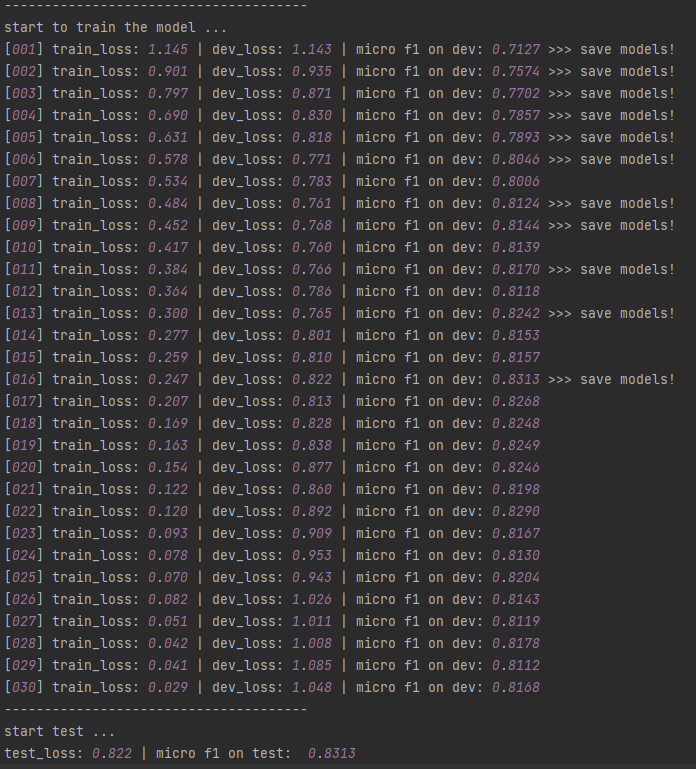 --------------------------------------
start to train the model ...
[001] train_loss: 1.145 | dev_loss: 1.143 | micro f1 on dev: 0.7127 >>> save models!
[002] train_loss: 0.901 | dev_loss: 0.935 | micro f1 on dev: 0.7574 >>> save models!
[003] train_loss: 0.797 | dev_loss: 0.871 | micro f1 on dev: 0.7702 >>> save models!
[004] train_loss: 0.690 | dev_loss: 0.830 | micro f1 on dev: 0.7857 >>> save models!
[005] train_loss: 0.631 | dev_loss: 0.818 | micro f1 on dev: 0.7893 >>> save models!
[006] train_loss: 0.578 | dev_loss: 0.771 | micro f1 on dev: 0.8046 >>> save models!
[007] train_loss: 0.534 | dev_loss: 0.783 | micro f1 on dev: 0.8006
[008] train_loss: 0.484 | dev_loss: 0.761 | micro f1 on dev: 0.8124 >>> save models!
[009] train_loss: 0.452 | dev_loss: 0.768 | micro f1 on dev: 0.8144 >>> save models!
[010] train_loss: 0.417 | dev_loss: 0.760 | micro f1 on dev: 0.8139
[011] train_loss: 0.384 | dev_loss: 0.766 | micro f1 on dev: 0.8170 >>> save models!
[012] train_loss: 0.364 | dev_loss: 0.786 | micro f1 on dev: 0.8118
[013] train_loss: 0.300 | dev_loss: 0.765 | micro f1 on dev: 0.8242 >>> save models!
[014] train_loss: 0.277 | dev_loss: 0.801 | micro f1 on dev: 0.8153
[015] train_loss: 0.259 | dev_loss: 0.810 | micro f1 on dev: 0.8157
[016] train_loss: 0.247 | dev_loss: 0.822 | micro f1 on dev: 0.8313 >>> save models!
[017] train_loss: 0.207 | dev_loss: 0.813 | micro f1 on dev: 0.8268
[018] train_loss: 0.169 | dev_loss: 0.828 | micro f1 on dev: 0.8248
[019] train_loss: 0.163 | dev_loss: 0.838 | micro f1 on dev: 0.8249
[020] train_loss: 0.154 | dev_loss: 0.877 | micro f1 on dev: 0.8246
[021] train_loss: 0.122 | dev_loss: 0.860 | micro f1 on dev: 0.8198
[022] train_loss: 0.120 | dev_loss: 0.892 | micro f1 on dev: 0.8290
[023] train_loss: 0.093 | dev_loss: 0.909 | micro f1 on dev: 0.8167
[024] train_loss: 0.078 | dev_loss: 0.953 | micro f1 on dev: 0.8130
[025] train_loss: 0.070 | dev_loss: 0.943 | micro f1 on dev: 0.8204
[026] train_loss: 0.082 | dev_loss: 1.026 | micro f1 on dev: 0.8143
[027] train_loss: 0.051 | dev_loss: 1.011 | micro f1 on dev: 0.8119
[028] train_loss: 0.042 | dev_loss: 1.008 | micro f1 on dev: 0.8178
[029] train_loss: 0.041 | dev_loss: 1.085 | micro f1 on dev: 0.8112
[030] train_loss: 0.029 | dev_loss: 1.048 | micro f1 on dev: 0.8168
--------------------------------------
start test ...
test_loss: 0.822 | micro f1 on test:  0.8313